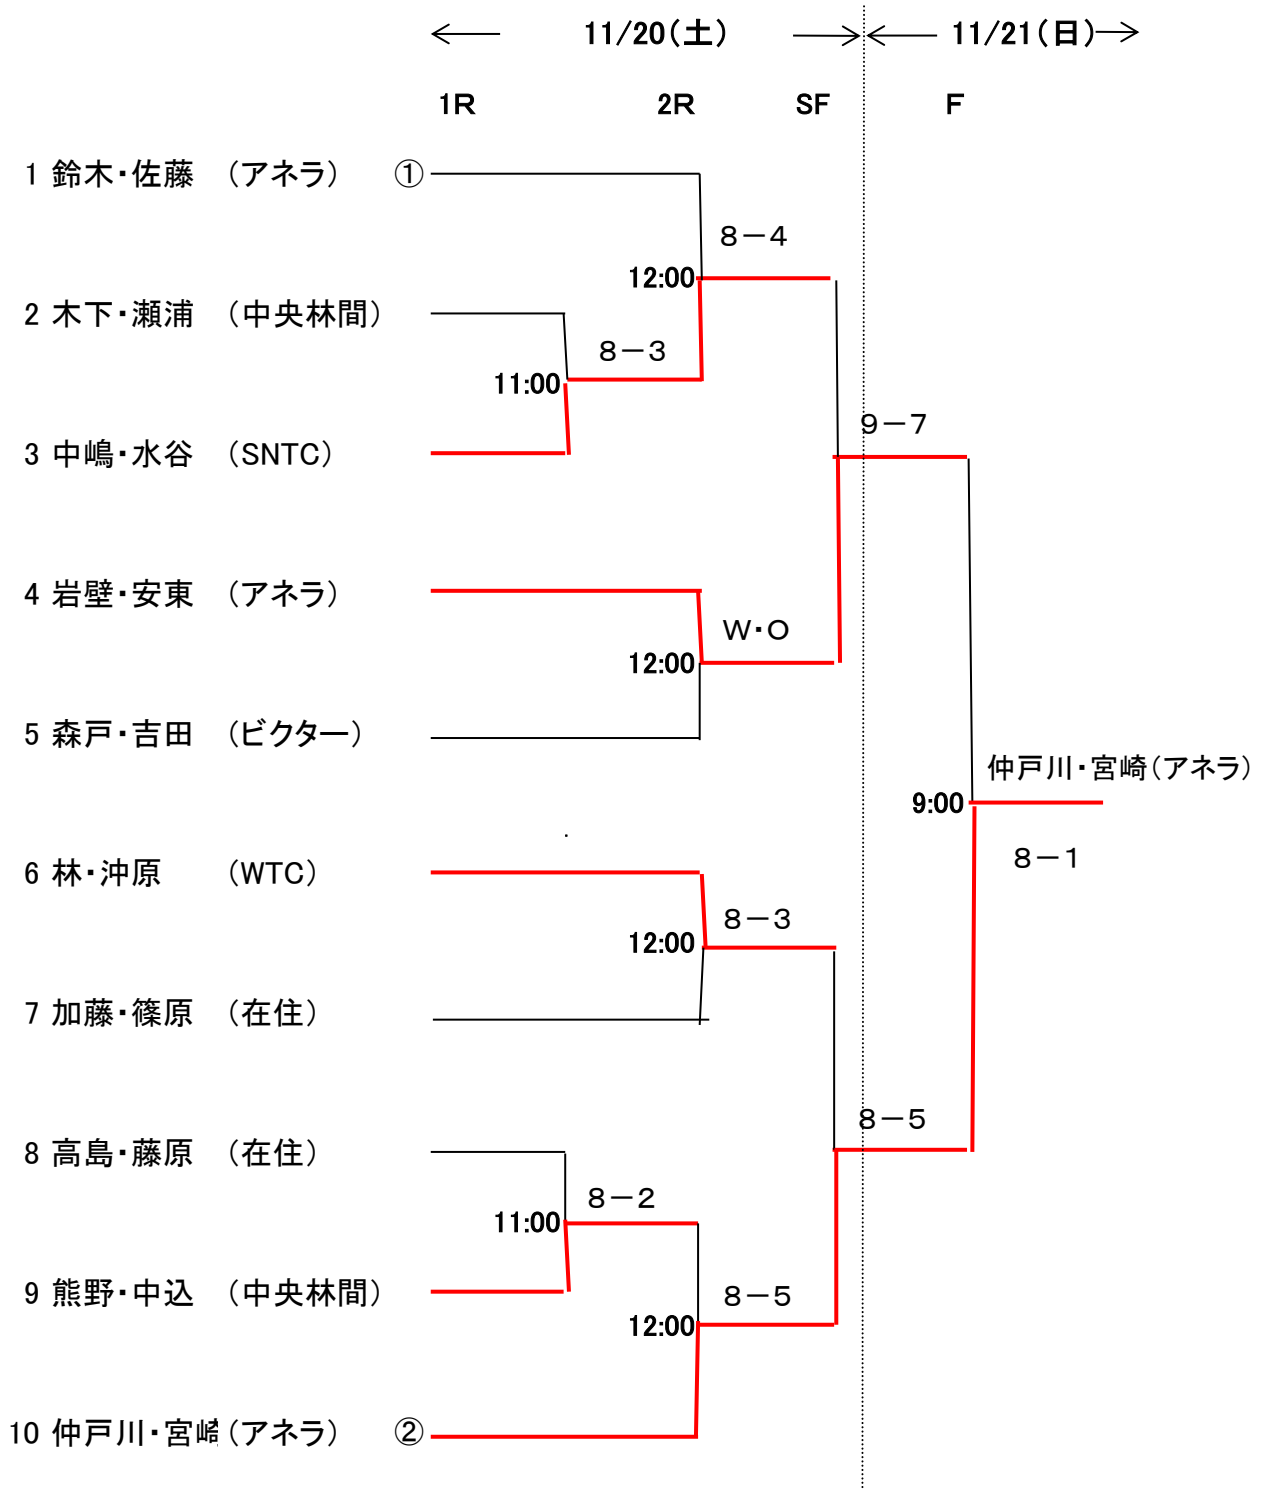 11/20(土) 11/21(日)
1R 2R SF F
1 鈴木・佐藤 (アネラ) ①
8－4
12:00
2 木下・瀬浦 (中央林間)
8－3
11:00
9－7
3 中嶋・水谷 (SNTC)
4 岩壁・安東 (アネラ)
W・O
12:00
5 森戸・吉田 (ビクター)
仲戸川・宮崎(アネラ)
9:00
8－1
6 林・沖原 (WTC)
8－3
12:00
7 加藤・篠原 (在住)
8－5
8 高島・藤原 (在住)
8－2
11:00
9 熊野・中込 (中央林間)
8－5
12:00
10 仲戸川・宮崎(アネラ) ②